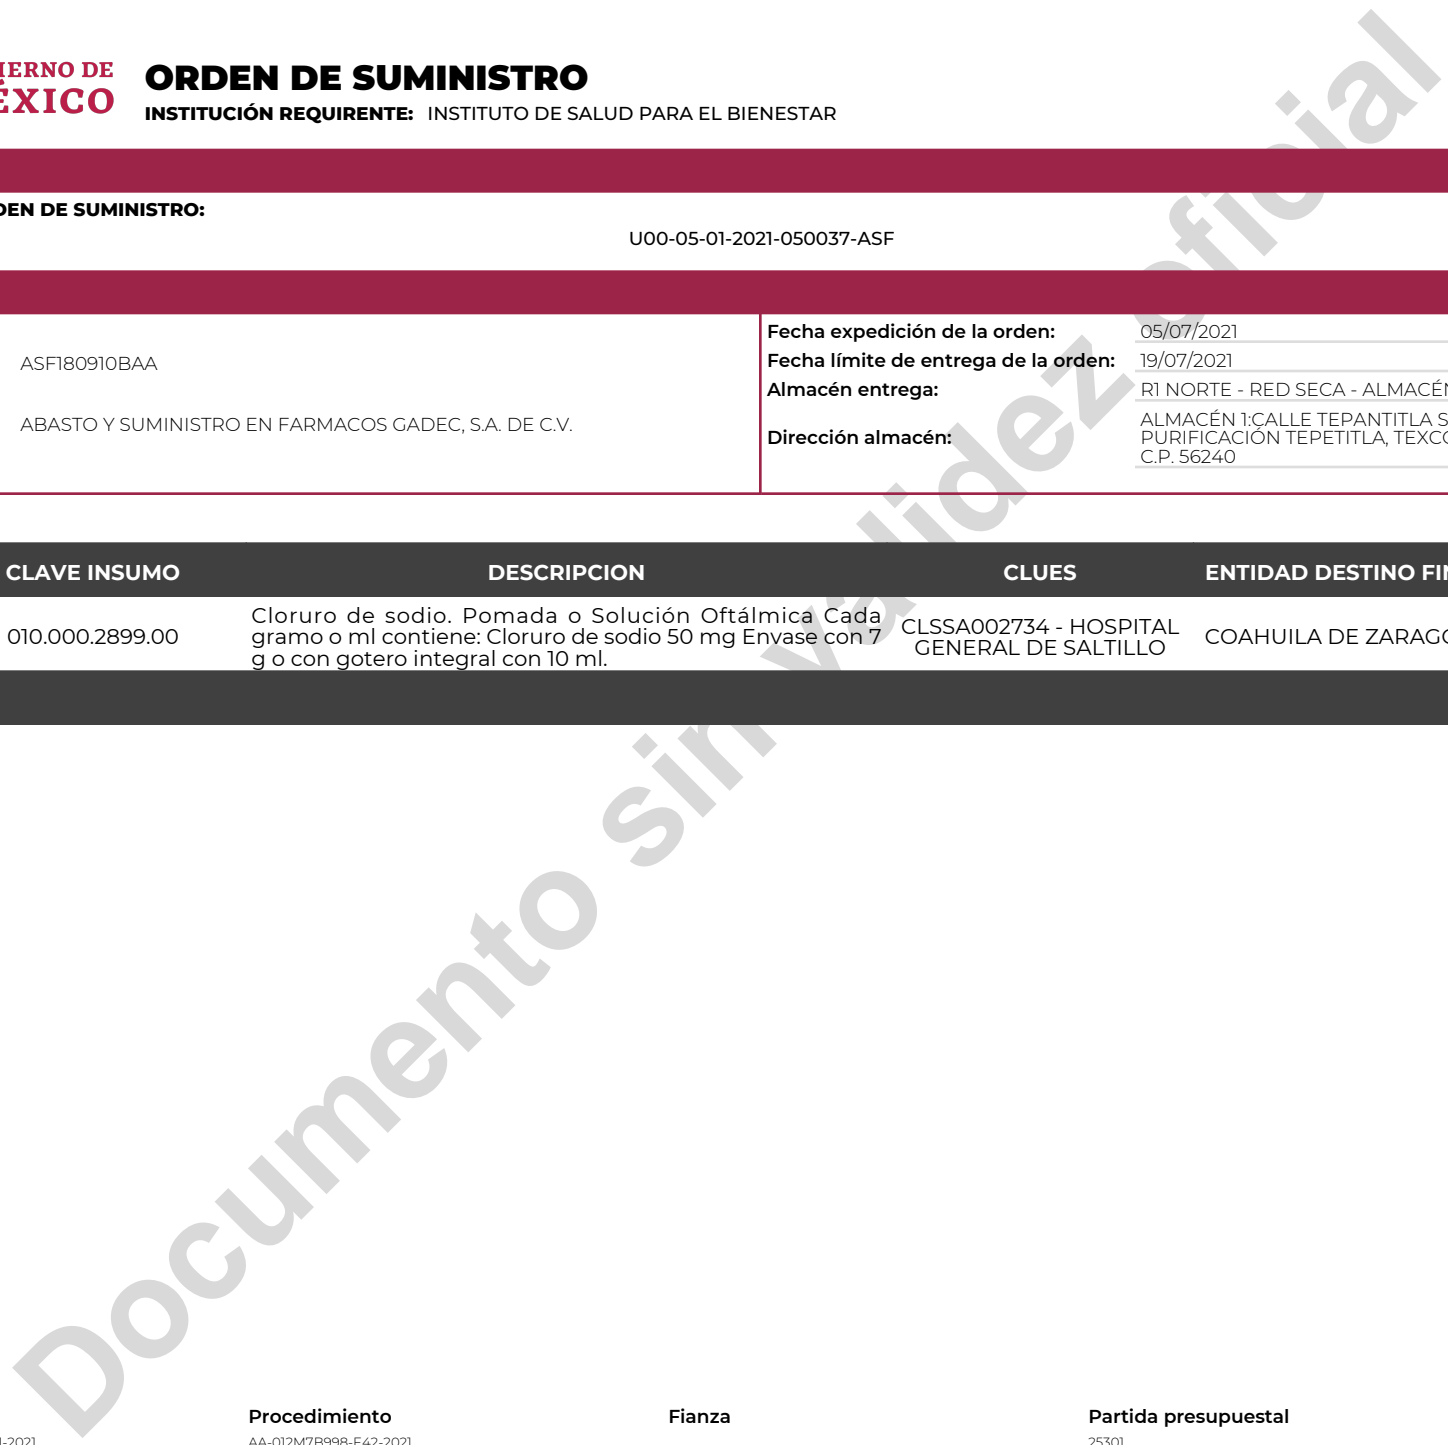 IERNO DE
ÉXICO
ORDEN DE SUMINISTRO
INSTITUCIÓN REQUIRENTE: INSTITUTO DE SALUD PARA EL BIENESTAR
DEN DE SUMINISTRO:
U00-05-01-2021-050037-ASF
ASF180910BAA
ABASTO Y SUMINISTRO EN FARMACOS GADEC, S.A. DE C.V.
Fecha expedición de la orden: 05/07/2021
Fecha límite de entrega de la orden: 19/07/2021
Almacén entrega: R1 NORTE - RED SECA - ALMACÉN
Dirección almacén:
ALMACÉN 1:CALLE TEPANTITLA S
PURIFICACIÓN TEPETITLA, TEXCO
C.P. 56240
CLAVE INSUMO DESCRIPCION CLUES ENTIDAD DESTINO FIN
010.000.2899.00
Cloruro de sodio. Pomada o Solución Oftálmica Cada
gramo o ml contiene: Cloruro de sodio 50 mg Envase con 7
g o con gotero integral con 10 ml.
CLSSA002734 - HOSPITAL
GENERAL DE SALTILLO
COAHUILA DE ZARAGO
Documento sin validez oficial
Procedimiento Fianza Partida presupuestal
-2021 AA-012M7B998-E42-2021 25301